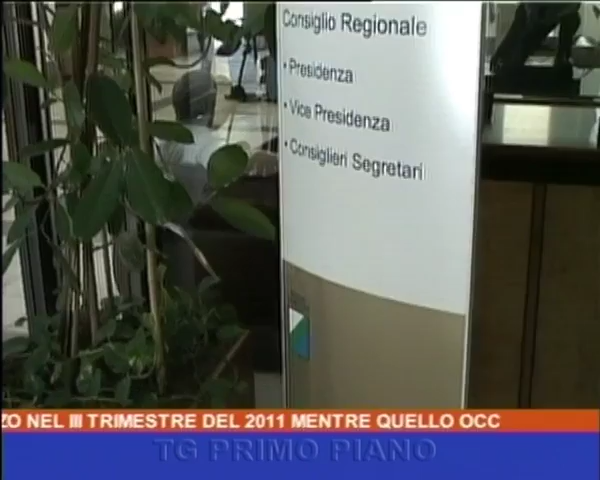 Consiglio Regionale
• Presidenza
• Vice Presidenza
• Consiglieri Segretari
ZO NEL III TRIMESTRE DEL 2011 MENTRE QUELLO OCC
TG PRIMO PIANO